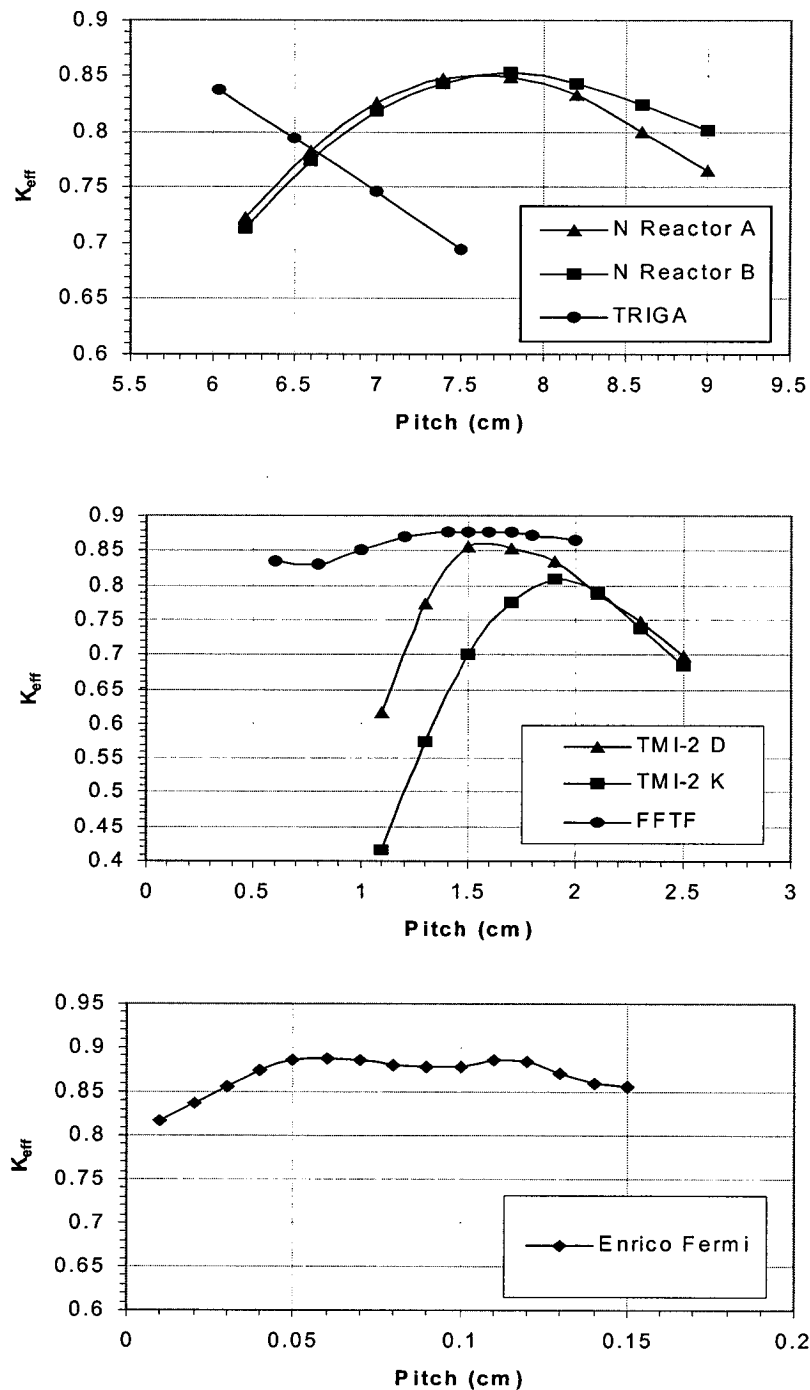 0.9
0.85
0.8
0.75
0.7
0.65
0.6
Keff
5.5 6 6.5 7 7.5 8 8.5 9 9.5
Pitch (cm)
N Reactor A
N Reactor B
TRIGA
0.9
0.85
0.8
0.75
0.7
0.65
0.6
0.55
0.5
0.45
0.4
Keff
0 0.5 1 1.5 2 2.5 3
Pitch (cm)
TMI-2 D
TMI-2 K
FFTF
0.95
0.9
0.85
0.8
0.75
0.7
0.65
0.6
Keff
0 0.05 0.1 0.15 0.2
Pitch (cm)
Enrico Fermi